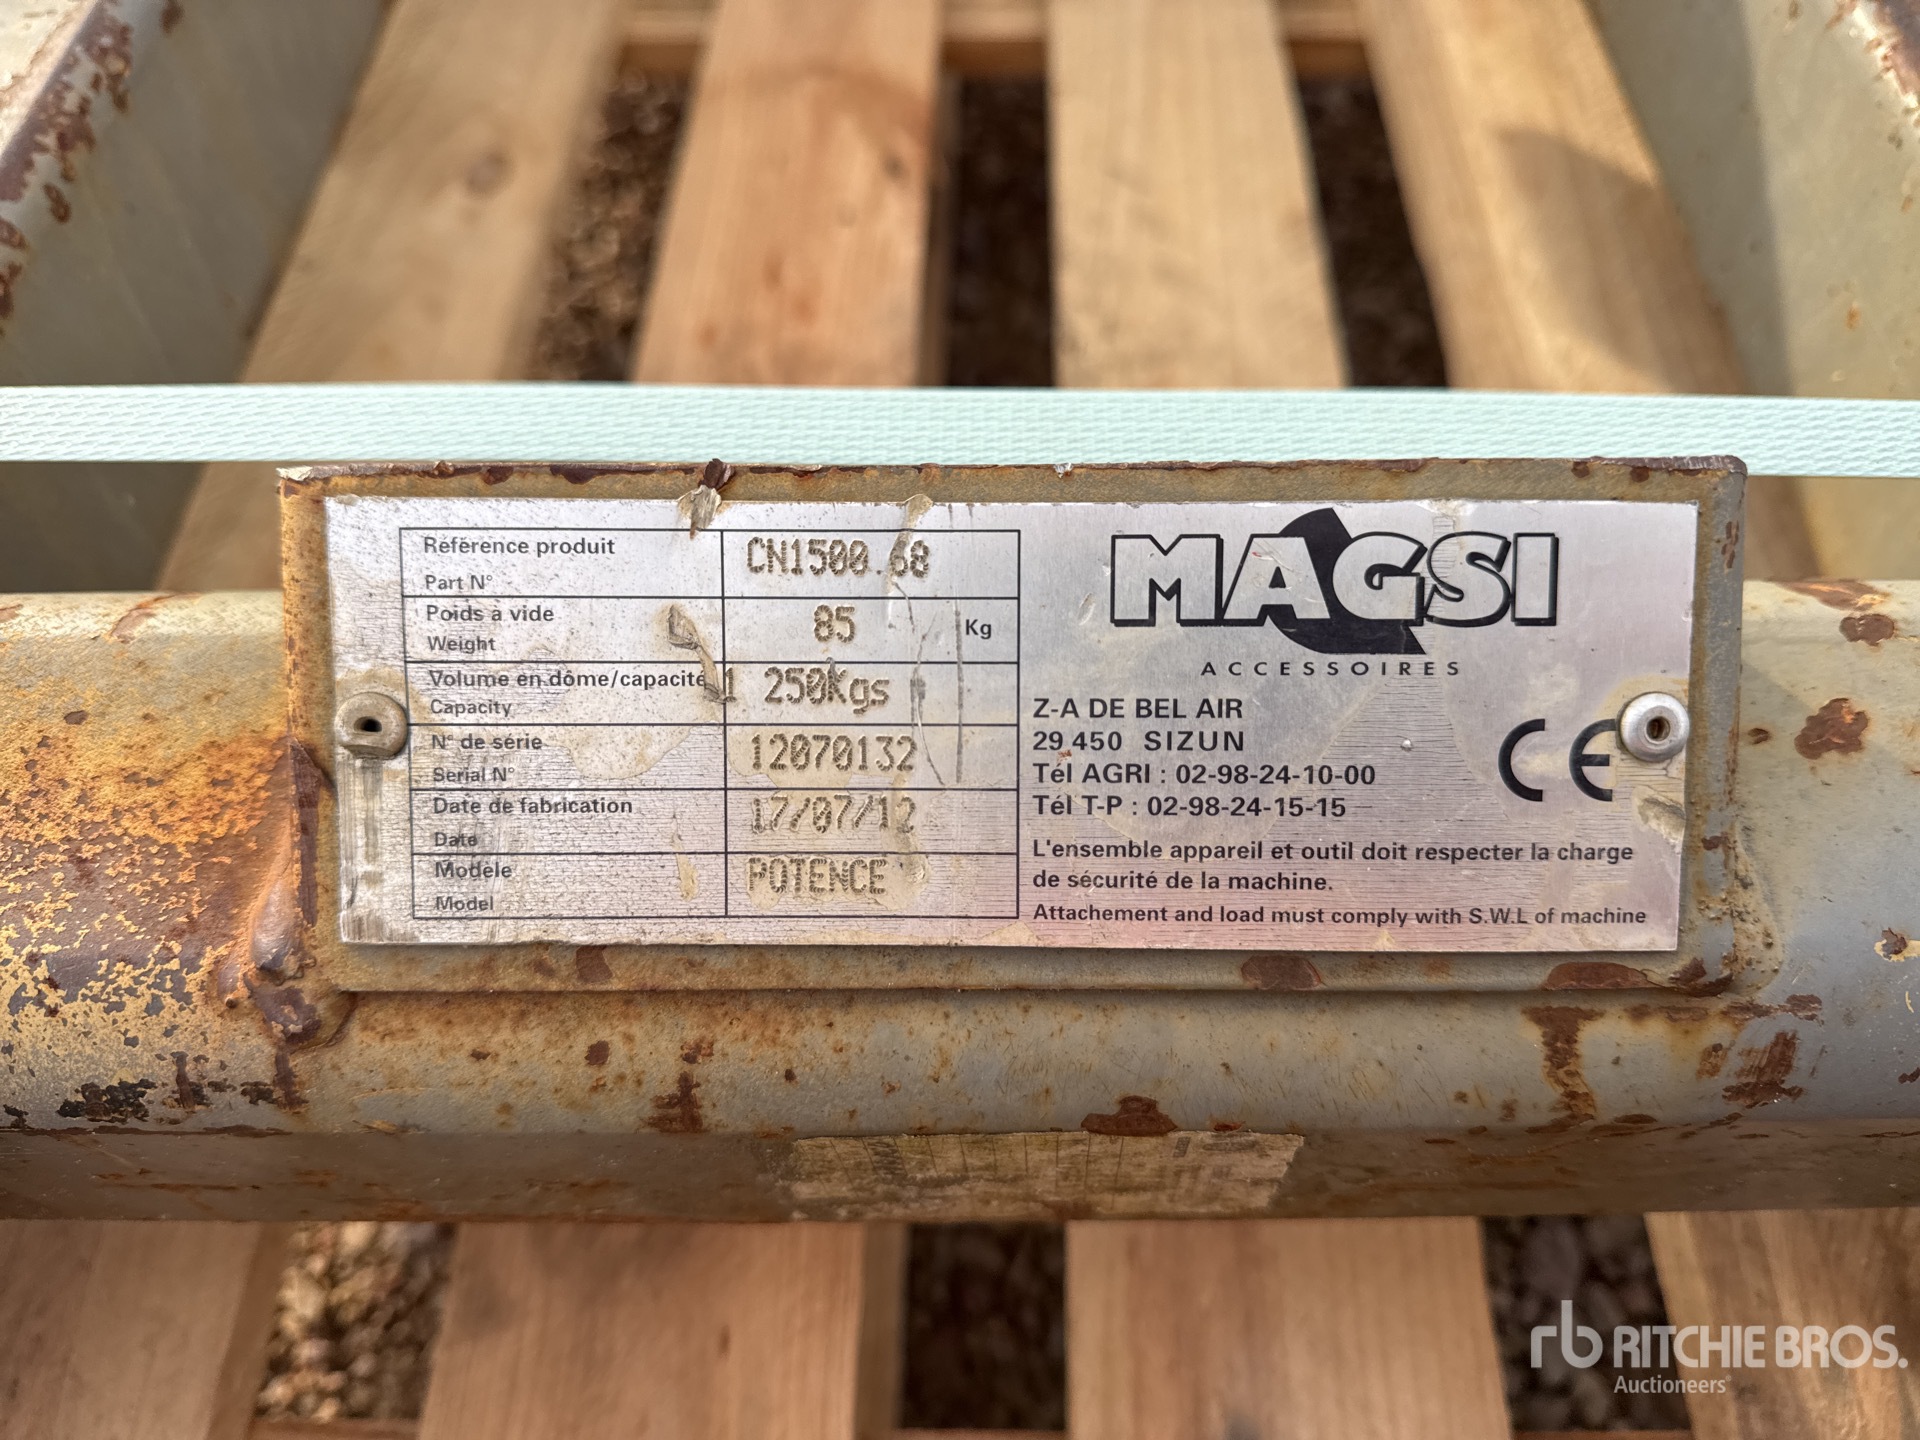 Référence produit
Part N°
CN1500.68
Poids à vide
Weight
85
Kg
Volume en dôme/capacité
Capacity
1 250Kgs
N° de série
Serial N°
12070132
Date de fabrication
Date
17/07/12
Modèle
Model
POTENCE
MAGSI
ACCESSOIRES
Z-A DE BEL AIR
29 450 SIZUN
Tél AGRI : 02-98-24-10-00
Tél T-P : 02-98-24-15-15
CE
L'ensemble appareil et outil doit respecter la charge
de sécurité de la machine.
Attachement and load must comply with S.W.L of machine
rb RITCHIE BROS.
Auctioneers